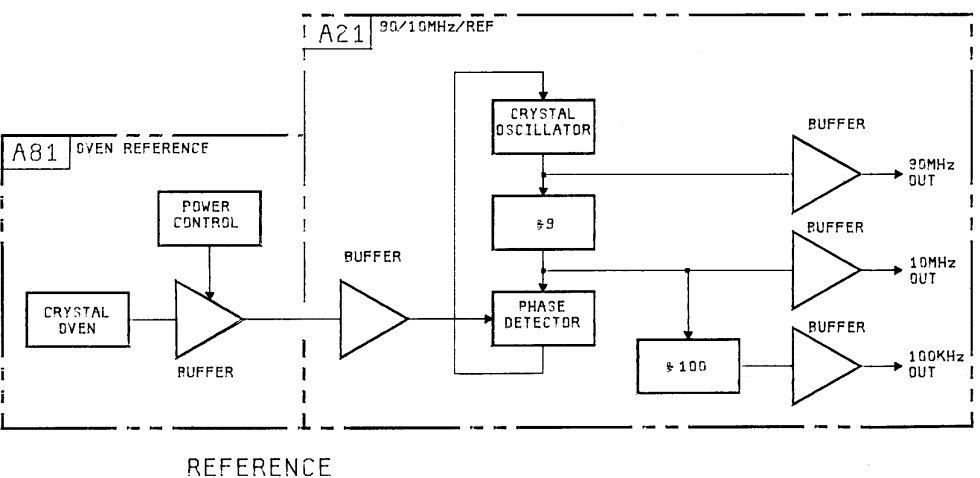 A21
90/10MHz/REF
CRYSTAL
OSCILLATOR
BUFFER
90MHz
OUT
A81
OVEN REFERENCE
POWER
CONTROL
÷9
BUFFER
BUFFER
10MHz
OUT
CRYSTAL
OVEN
PHASE
DETECTOR
BUFFER
BUFFER
÷100
100KHz
OUT
REFERENCE